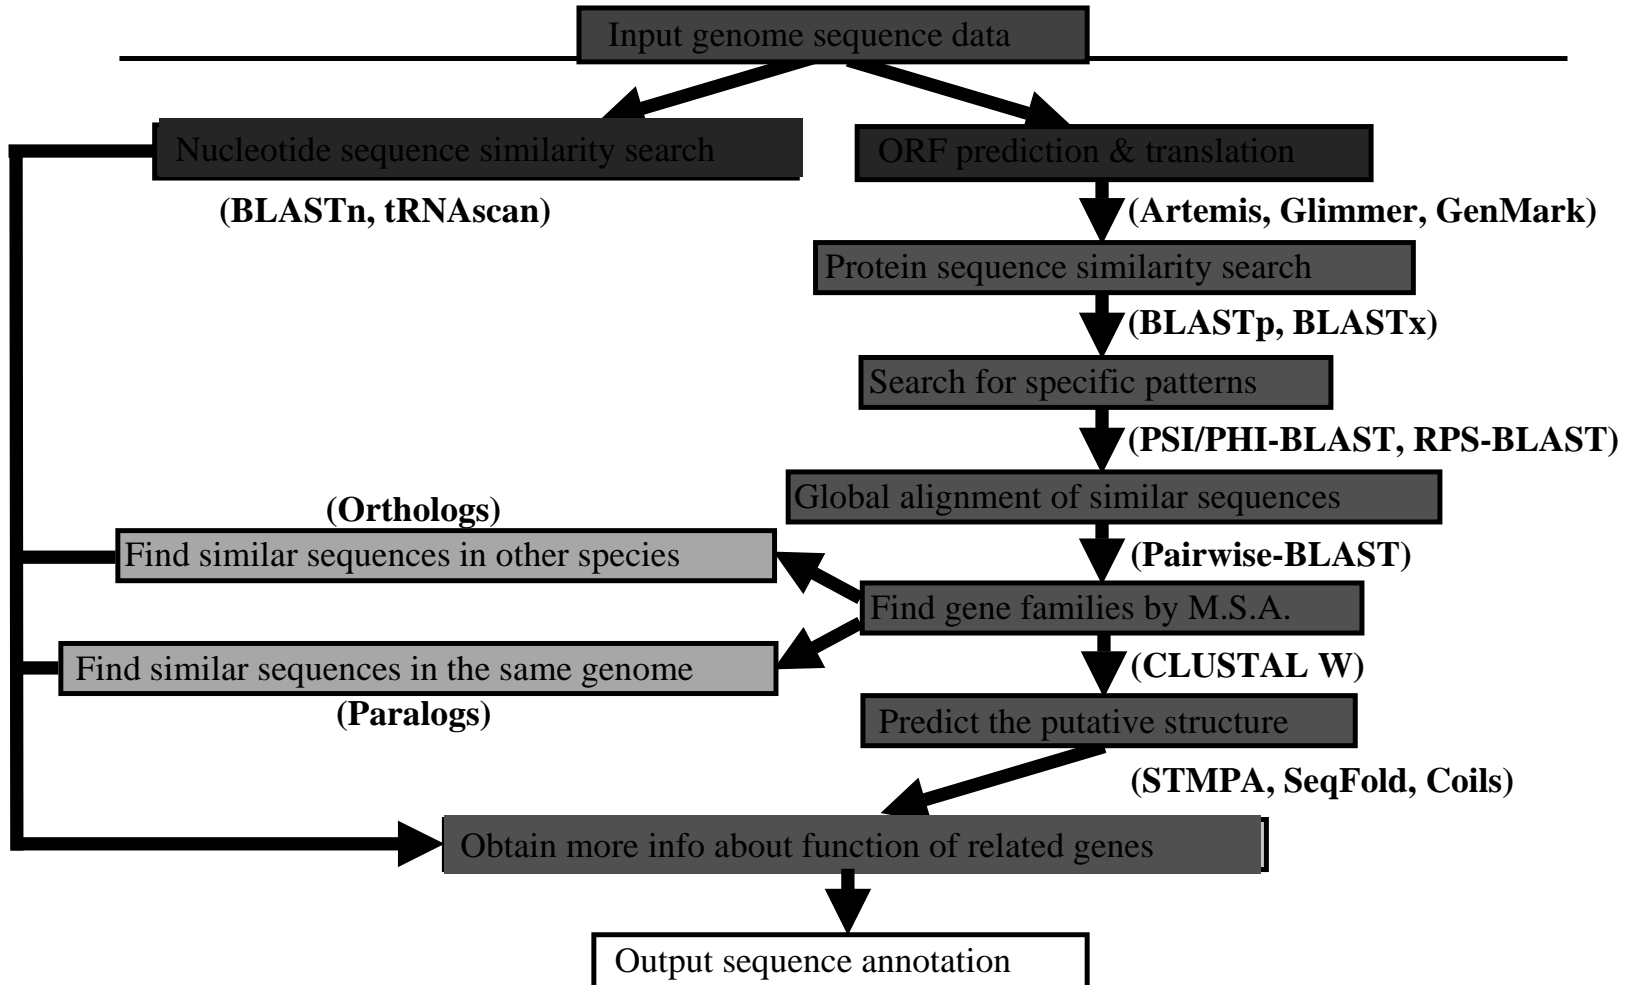 Input genome sequence data
Nucleotide sequence similarity search
ORF prediction & translation
(BLASTn, tRNAscan)
(Artemis, Glimmer, GenMark)
Protein sequence similarity search
(BLASTp, BLASTx)
Search for specific patterns
(PSI/PHI-BLAST, RPS-BLAST)
Global alignment of similar sequences
(Orthologs)
(Pairwise-BLAST)
Find similar sequences in other species
Find gene families by M.S.A.
Find similar sequences in the same genome
(CLUSTAL W)
(Paralogs)
Predict the putative structure
(STMPA, SeqFold, Coils)
Obtain more info about function of related genes
Output sequence annotation